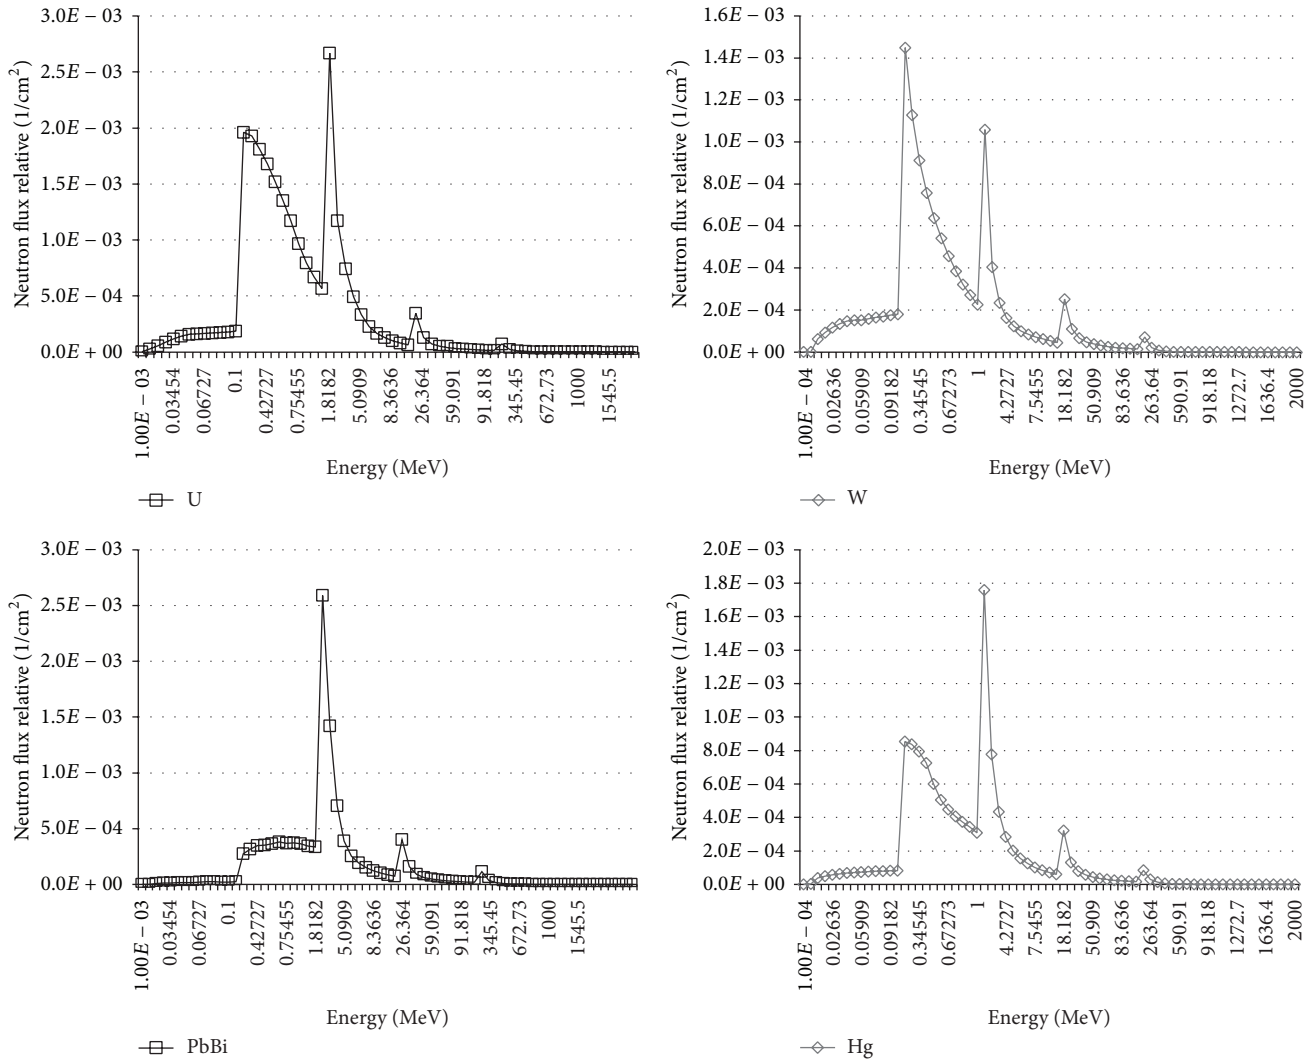 Neutron flux relative (1/cm²)
3.0E − 03
2.5E − 03
2.0E − 03
1.5E − 03
1.0E − 03
5.0E − 04
0.0E + 00
1.00E − 03
0.03454
0.06727
0.1
0.42727
0.75455
1.8182
5.0909
8.3636
26.364
59.091
91.818
345.45
672.73
1000
1545.5
Energy (MeV)
U
Neutron flux relative (1/cm²)
1.6E − 03
1.4E − 03
1.2E − 03
1.0E − 03
8.0E − 04
6.0E − 04
4.0E − 04
2.0E − 04
0.0E + 00
1.00E − 04
0.02636
0.05909
0.09182
0.34545
0.67273
1
4.2727
7.5455
18.182
50.909
83.636
263.64
590.91
918.18
1272.7
1636.4
2000
Energy (MeV)
W
Neutron flux relative (1/cm²)
3.0E − 03
2.5E − 03
2.0E − 03
1.5E − 03
1.0E − 03
5.0E − 04
0.0E + 00
1.00E − 03
0.03454
0.06727
0.1
0.42727
0.75455
1.8182
5.0909
8.3636
26.364
59.091
91.818
345.45
672.73
1000
1545.5
Energy (MeV)
PbBi
Neutron flux relative (1/cm²)
2.0E − 03
1.8E − 03
1.6E − 03
1.4E − 03
1.2E − 03
1.0E − 03
8.0E − 04
6.0E − 04
4.0E − 04
2.0E − 04
0.0E + 00
1.00E − 04
0.02636
0.05909
0.09182
0.34545
0.67273
1
4.2727
7.5455
18.182
50.909
83.636
263.64
590.91
918.18
1272.7
1636.4
2000
Energy (MeV)
Hg